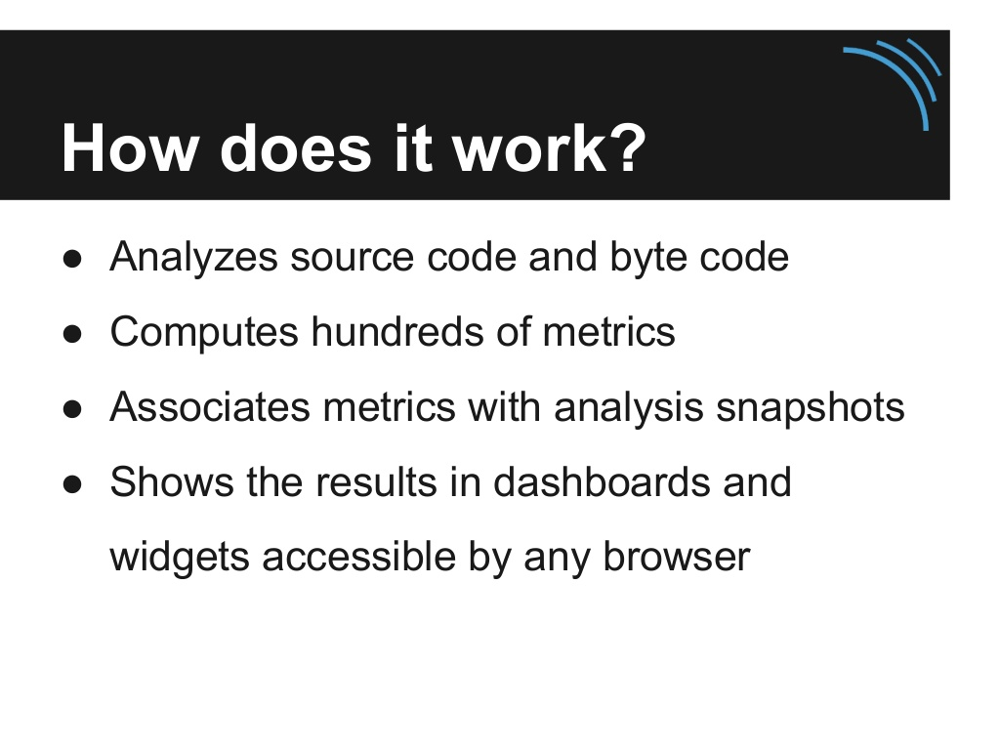 How does it work?
● Analyzes source code and byte code
● Computes hundreds of metrics
● Associates metrics with analysis snapshots
● Shows the results in dashboards and
widgets accessible by any browser